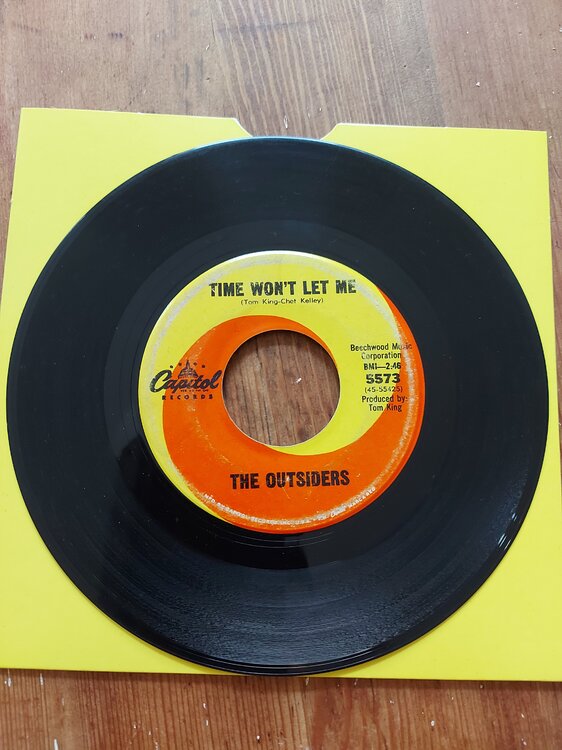 TIME WON'T LET ME
(Tom King-Chet Kelley)
Beechwood Music
Corporation
BMI—2:46
5573
(45-55425)
Produced by
Tom King
Capitol
RECORDS
THE OUTSIDERS